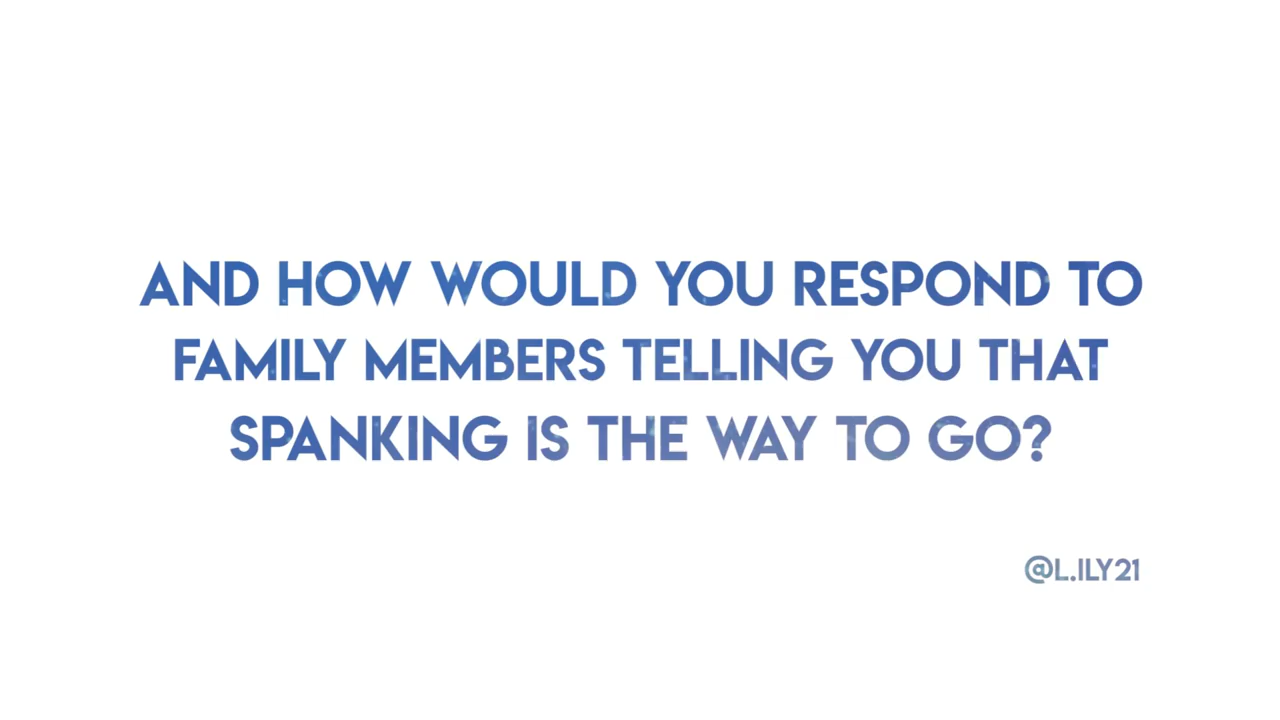 AND HOW WOULD YOU RESPOND TO
FAMILY MEMBERS TELLING YOU THAT
SPANKING IS THE WAY TO GO?
@L.ILY21